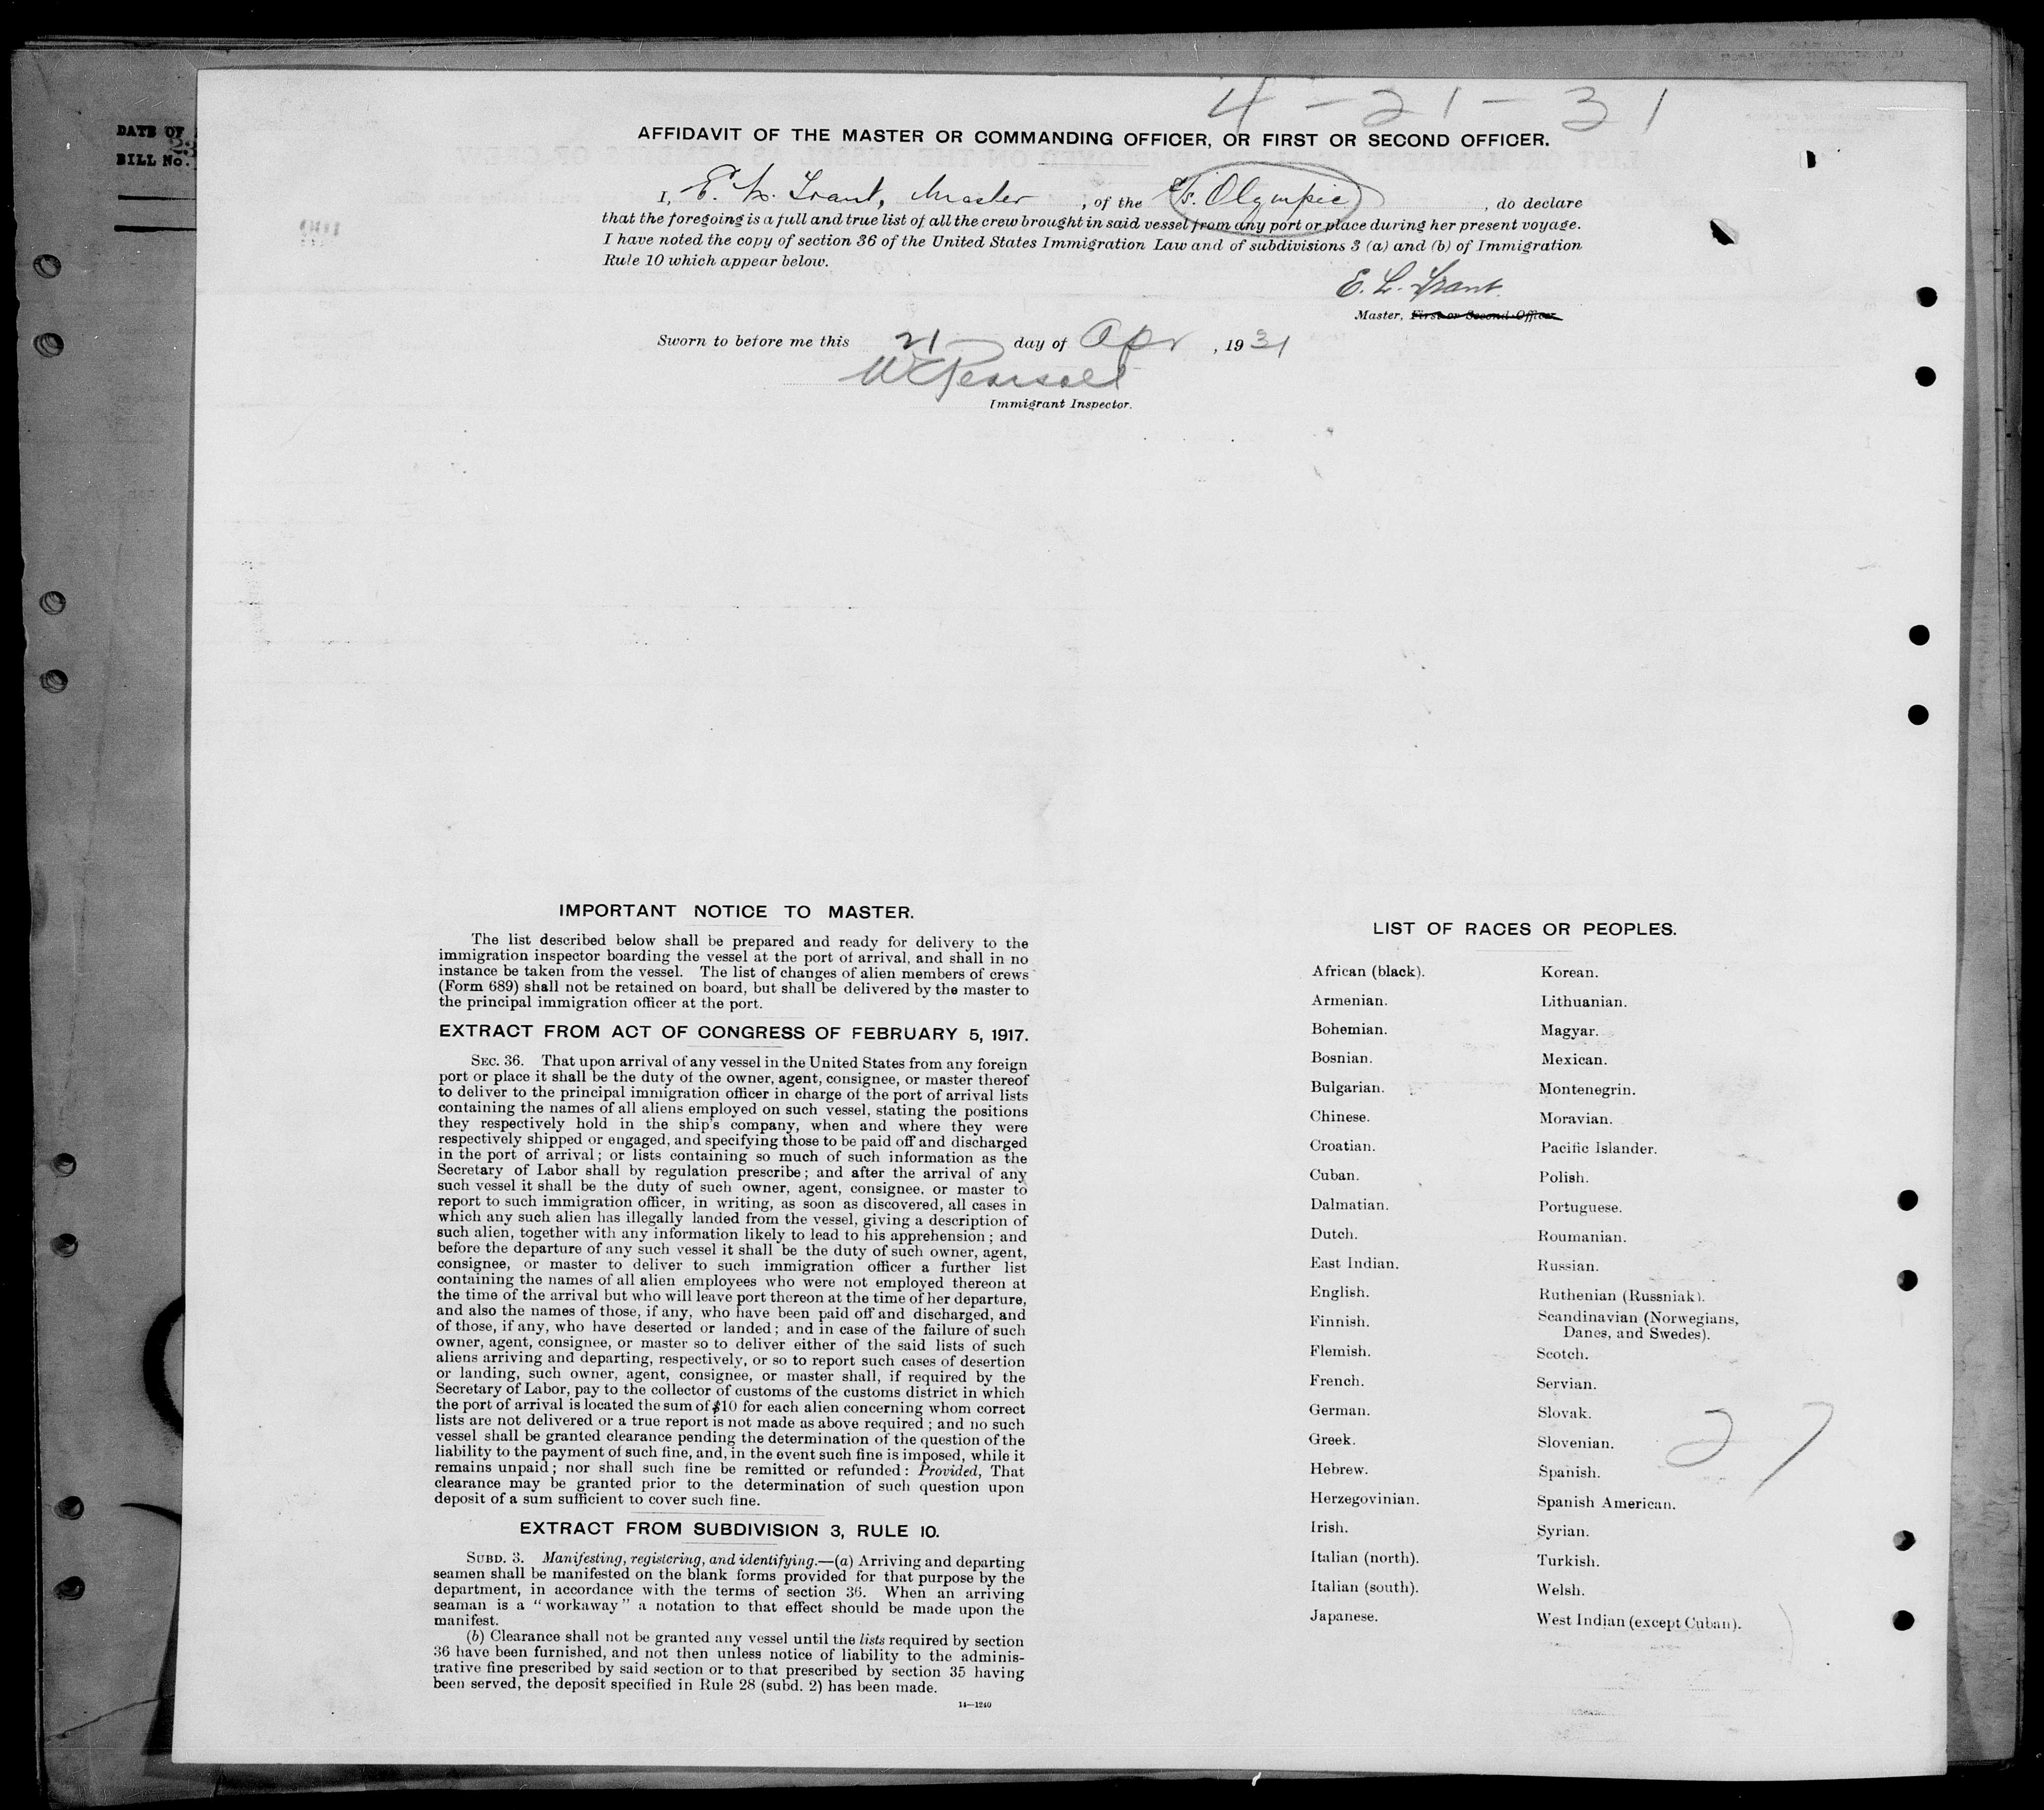 4-21-31
DATE OF
23
BILL No.
AFFIDAVIT OF THE MASTER OR COMMANDING OFFICER, OR FIRST OR SECOND OFFICER.
I, E. L. Trant, Master, of the S/s. Olympic, do declare
that the foregoing is a full and true list of all the crew brought in said vessel from any port or place during her present voyage.
I have noted the copy of section 36 of the United States Immigration Law and of subdivisions 3 (a) and (b) of Immigration
Rule 10 which appear below.
E. L. Trant.
Master, First or Second Officer
Sworn to before me this 21 day of Apr, 1931
Immigrant Inspector.
IMPORTANT NOTICE TO MASTER.
The list described below shall be prepared and ready for delivery to the
immigration inspector boarding the vessel at the port of arrival, and shall in no
instance be taken from the vessel. The list of changes of alien members of crews
(Form 689) shall not be retained on board, but shall be delivered by the master to
the principal immigration officer at the port.
EXTRACT FROM ACT OF CONGRESS OF FEBRUARY 5, 1917.
SEC. 36. That upon arrival of any vessel in the United States from any foreign
port or place it shall be the duty of the owner, agent, consignee, or master thereof
to deliver to the principal immigration officer in charge of the port of arrival lists
containing the names of all aliens employed on such vessel, stating the positions
they respectively hold in the ship's company, when and where they were
respectively shipped or engaged, and specifying those to be paid off and discharged
in the port of arrival; or lists containing so much of such information as the
Secretary of Labor shall by regulation prescribe; and after the arrival of any
such vessel it shall be the duty of such owner, agent, consignee, or master to
report to such immigration officer, in writing, as soon as discovered, all cases in
which any such alien has illegally landed from the vessel, giving a description of
such alien, together with any information likely to lead to his apprehension; and
before the departure of any such vessel it shall be the duty of such owner, agent,
consignee, or master to deliver to such immigration officer a further list
containing the names of all alien employees who were not employed thereon at
the time of the arrival but who will leave port thereon at the time of her departure,
and also the names of those, if any, who have been paid off and discharged, and
of those, if any, who have deserted or landed; and in case of the failure of such
owner, agent, consignee, or master so to deliver either of the said lists of such
aliens arriving and departing, respectively, or so to report such cases of desertion
or landing, such owner, agent, consignee, or master shall, if required by the
Secretary of Labor, pay to the collector of customs of the customs district in which
the port of arrival is located the sum of $10 for each alien concerning whom correct
lists are not delivered or a true report is not made as above required; and no such
vessel shall be granted clearance pending the determination of the question of the
liability to the payment of such fine, and, in the event such fine is imposed, while it
remains unpaid; nor shall such fine be remitted or refunded: Provided, That
clearance may be granted prior to the determination of such question upon
deposit of a sum sufficient to cover such fine.
EXTRACT FROM SUBDIVISION 3, RULE 10.
SUBD. 3. Manifesting, registering, and identifying.—(a) Arriving and departing
seamen shall be manifested on the blank forms provided for that purpose by the
department, in accordance with the terms of section 36. When an arriving
seaman is a "workaway" a notation to that effect should be made upon the
manifest.
(b) Clearance shall not be granted any vessel until the lists required by section
36 have been furnished, and not then unless notice of liability to the adminis-
trative fine prescribed by said section or to that prescribed by section 35 having
been served, the deposit specified in Rule 28 (subd. 2) has been made.
14—1240
LIST OF RACES OR PEOPLES.
African (black).
Armenian.
Bohemian.
Bosnian.
Bulgarian.
Chinese.
Croatian.
Cuban.
Dalmatian.
Dutch.
East Indian.
English.
Finnish.
Flemish.
French.
German.
Greek.
Hebrew.
Herzegovinian.
Irish.
Italian (north).
Italian (south).
Japanese.
Korean.
Lithuanian.
Magyar.
Mexican.
Montenegrin.
Moravian.
Pacific Islander.
Polish.
Portuguese.
Roumanian.
Russian.
Ruthenian (Russniak).
Scandinavian (Norwegians,
Danes, and Swedes).
Scotch.
Servian.
Slovak.
Slovenian.
Spanish.
Spanish American.
Syrian.
Turkish.
Welsh.
West Indian (except Cuban).
27